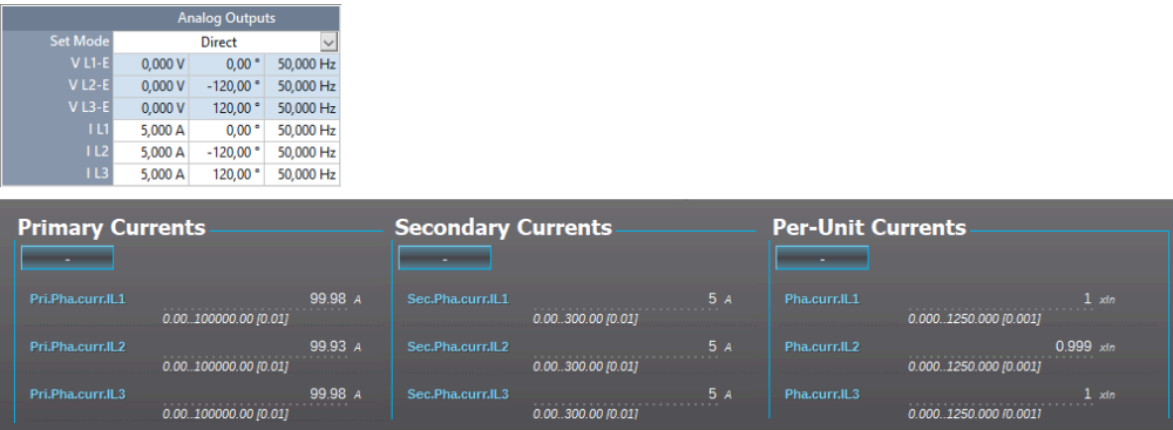 Analog Outputs
Set Mode Direct
V L1-E 0,000 V 0,00 ° 50,000 Hz
V L2-E 0,000 V -120,00 ° 50,000 Hz
V L3-E 0,000 V 120,00 ° 50,000 Hz
I L1 5,000 A 0,00 ° 50,000 Hz
I L2 5,000 A -120,00 ° 50,000 Hz
I L3 5,000 A 120,00 ° 50,000 Hz
Primary Currents Secondary Currents Per-Unit Currents
- - -
Pri.Pha.curr.IL1 99.98 A Sec.Pha.curr.IL1 5 A Pha.curr.IL1 1 xIn
0.00..100000.00 [0.01] 0.00..300.00 [0.01] 0.000..1250.000 [0.001]
Pri.Pha.curr.IL2 99.93 A Sec.Pha.curr.IL2 5 A Pha.curr.IL2 0.999 xIn
0.00..100000.00 [0.01] 0.00..300.00 [0.01] 0.000..1250.000 [0.001]
Pri.Pha.curr.IL3 99.98 A Sec.Pha.curr.IL3 5 A Pha.curr.IL3 1 xIn
0.00..100000.00 [0.01] 0.00..300.00 [0.01] 0.000..1250.000 [0.001]